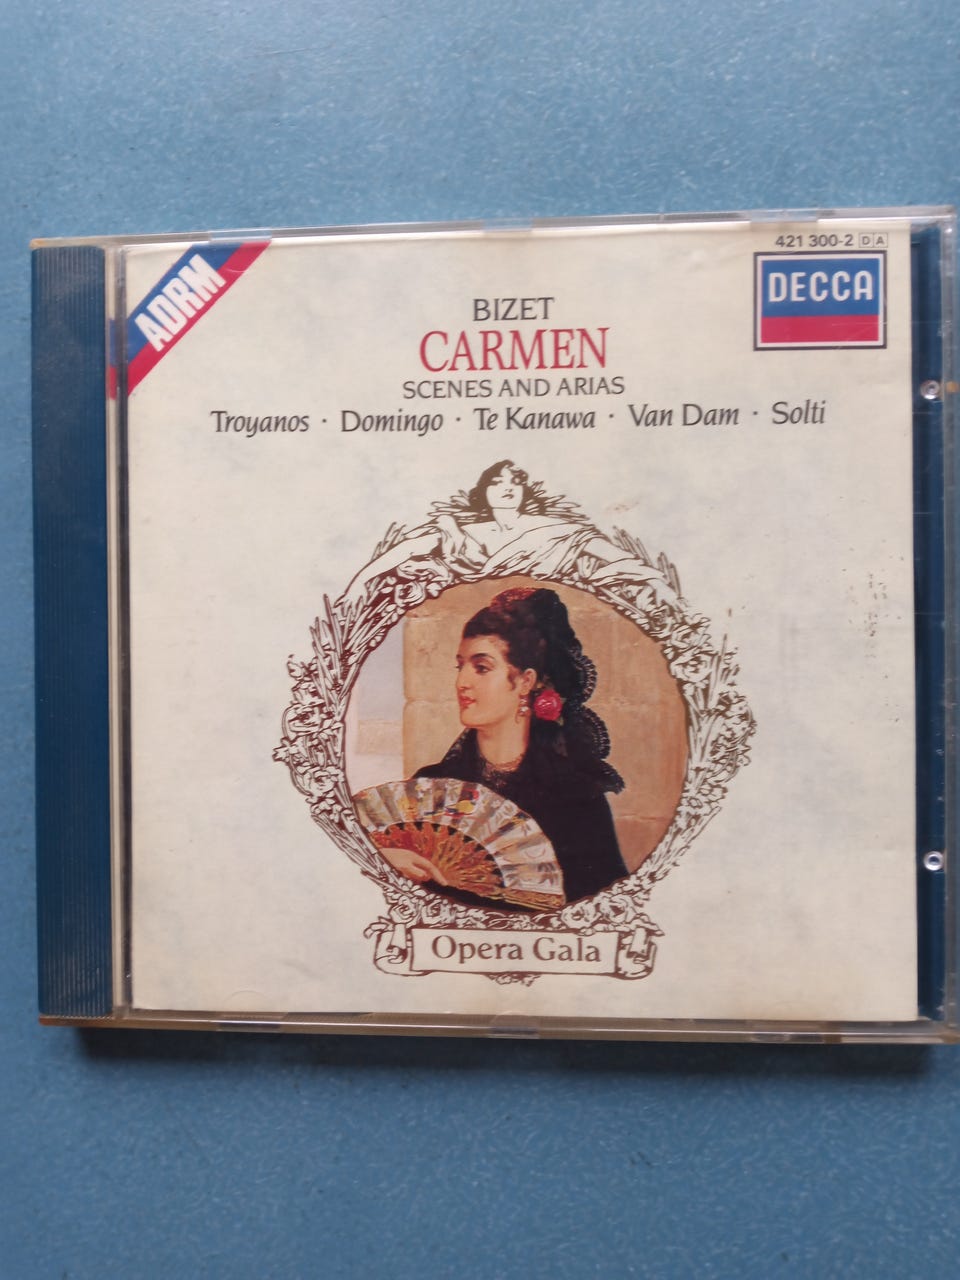 ADRM
421 300-2 DA
DECCA
BIZET
CARMEN
SCENES AND ARIAS
Troyanos · Domingo · Te Kanawa · Van Dam · Solti
Opera Gala